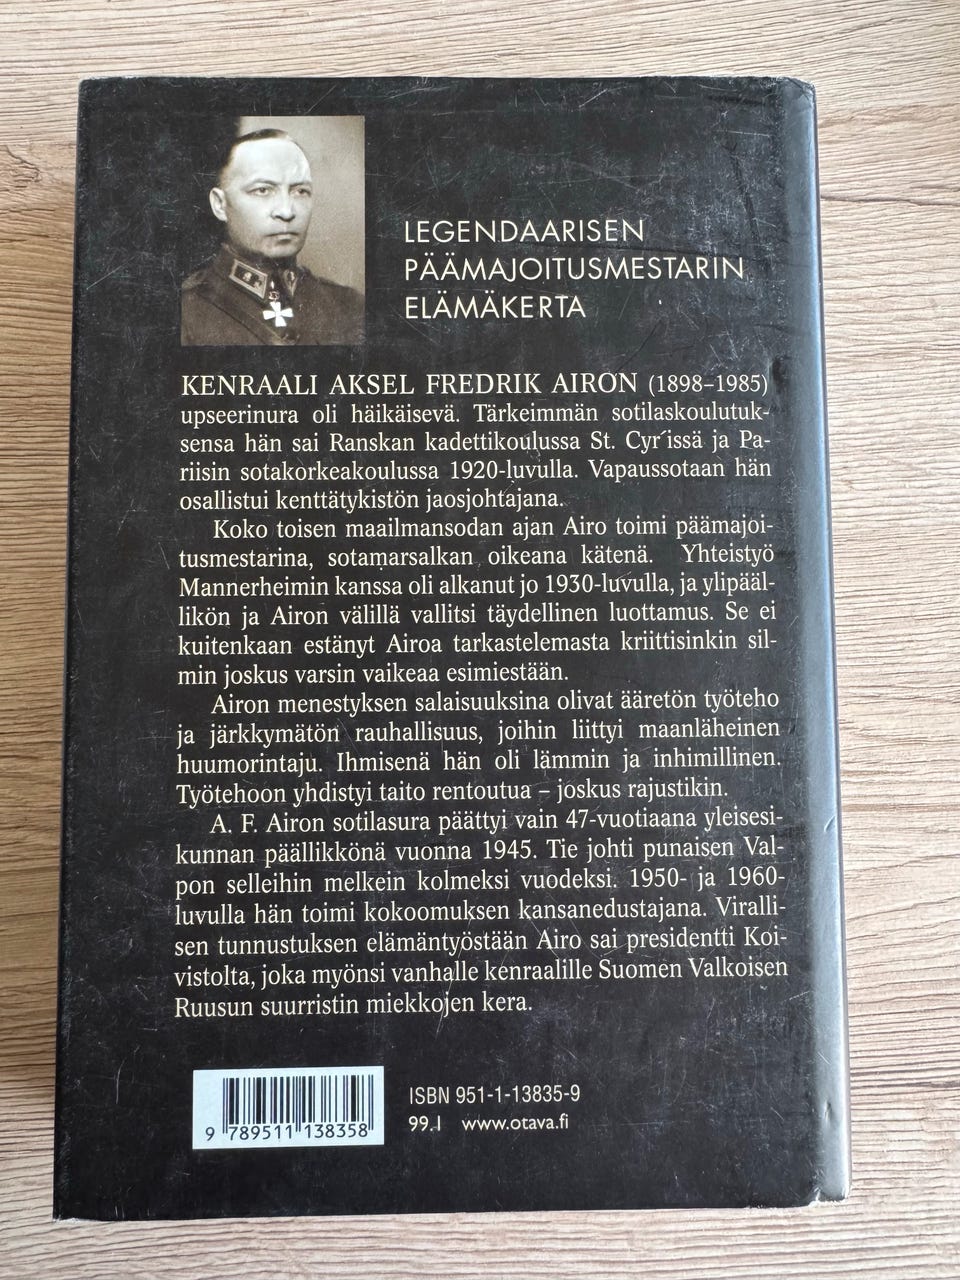 LEGENDAARISEN
PÄÄMAJOITUSMESTARIN
ELÄMÄKERTA
KENRAALI AKSEL FREDRIK AIRON (1898–1985)
upseerinura oli häikäisevä. Tärkeimmän sotilaskoulutuk-
sensa hän sai Ranskan kadettikoulussa St. Cyr´issä ja Pa-
riisin sotakorkeakoulussa 1920-luvulla. Vapaussotaan hän
osallistui kenttätykistön jaosjohtajana.
Koko toisen maailmansodan ajan Airo toimi päämajoi-
tusmestarina, sotamarsalkan oikeana kätenä. Yhteistyö
Mannerheimin kanssa oli alkanut jo 1930-luvulla, ja ylipääl-
likön ja Airon välillä vallitsi täydellinen luottamus. Se ei
kuitenkaan estänyt Airoa tarkastelemasta kriittisinkin sil-
min joskus varsin vaikeaa esimiestään.
Airon menestyksen salaisuuksina olivat ääretön työteho
ja järkkymätön rauhallisuus, joihin liittyi maanläheinen
huumorintaju. Ihmisenä hän oli lämmin ja inhimillinen.
Työtehoon yhdistyi taito rentoutua – joskus rajustikin.
A. F. Airon sotilasura päättyi vain 47-vuotiaana yleisesi-
kunnan päällikkönä vuonna 1945. Tie johti punaisen Val-
pon selleihin melkein kolmeksi vuodeksi. 1950- ja 1960-
luvulla hän toimi kokoomuksen kansanedustajana. Viralli-
sen tunnustuksen elämäntyöstään Airo sai presidentti Koi-
vistolta, joka myönsi vanhalle kenraalille Suomen Valkoisen
Ruusun suurristin miekkojen kera.
ISBN 951-1-13835-9
99.1 www.otava.fi
9 789511 138358